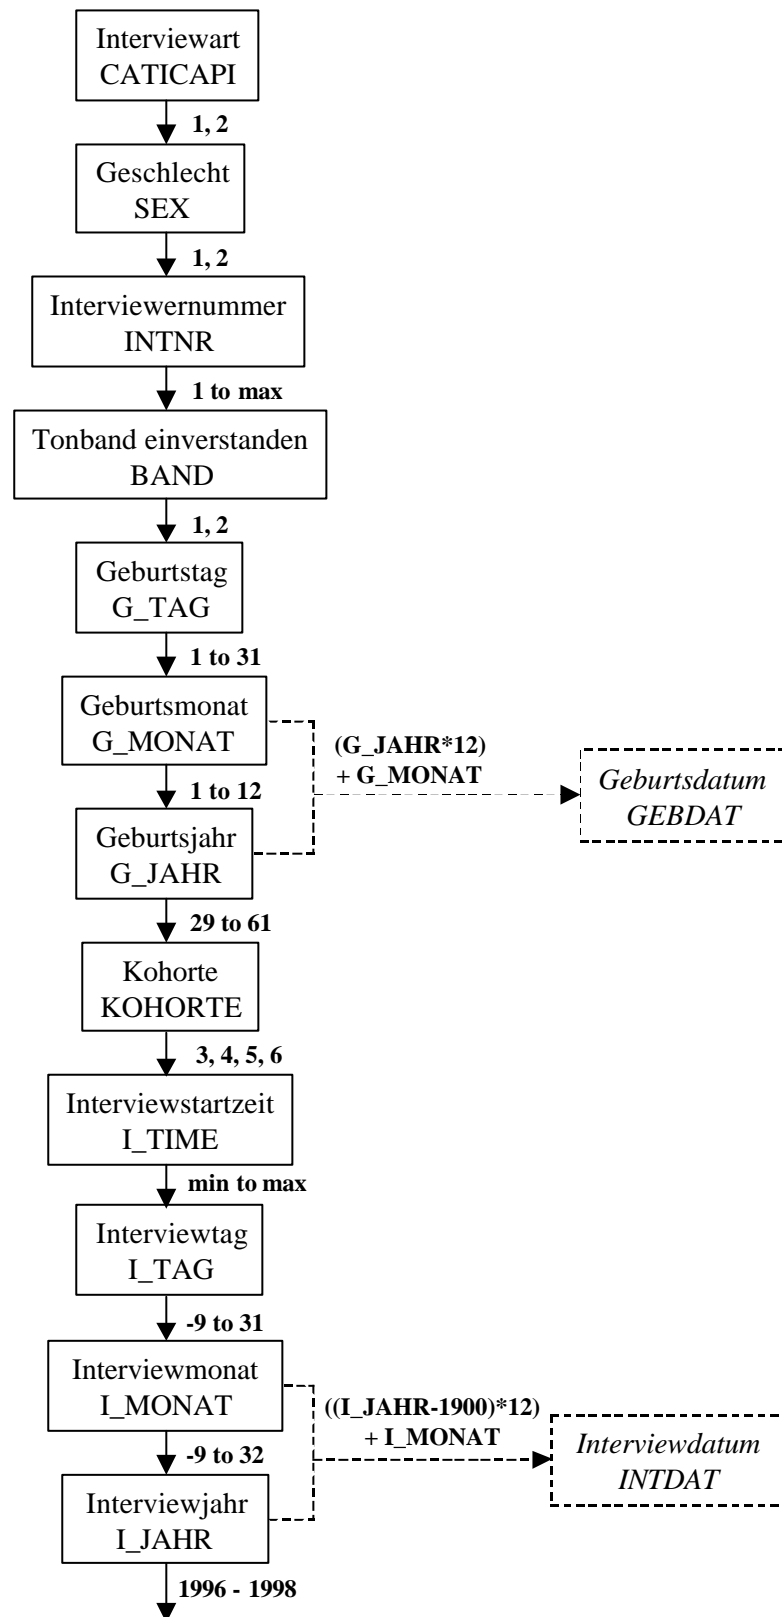 Interviewart
CATICAPI
1, 2
Geschlecht
SEX
1, 2
Interviewernummer
INTNR
1 to max
Tonband einverstanden
BAND
1, 2
Geburtstag
G_TAG
1 to 31
Geburtsmonat
G_MONAT
(G_JAHR*12)
+ G_MONAT
Geburtsdatum
GEBDAT
1 to 12
Geburtsjahr
G_JAHR
29 to 61
Kohorte
KOHORTE
3, 4, 5, 6
Interviewstartzeit
I_TIME
min to max
Interviewtag
I_TAG
-9 to 31
Interviewmonat
I_MONAT
((I_JAHR-1900)*12)
+ I_MONAT
Interviewdatum
INTDAT
-9 to 32
Interviewjahr
I_JAHR
1996 - 1998